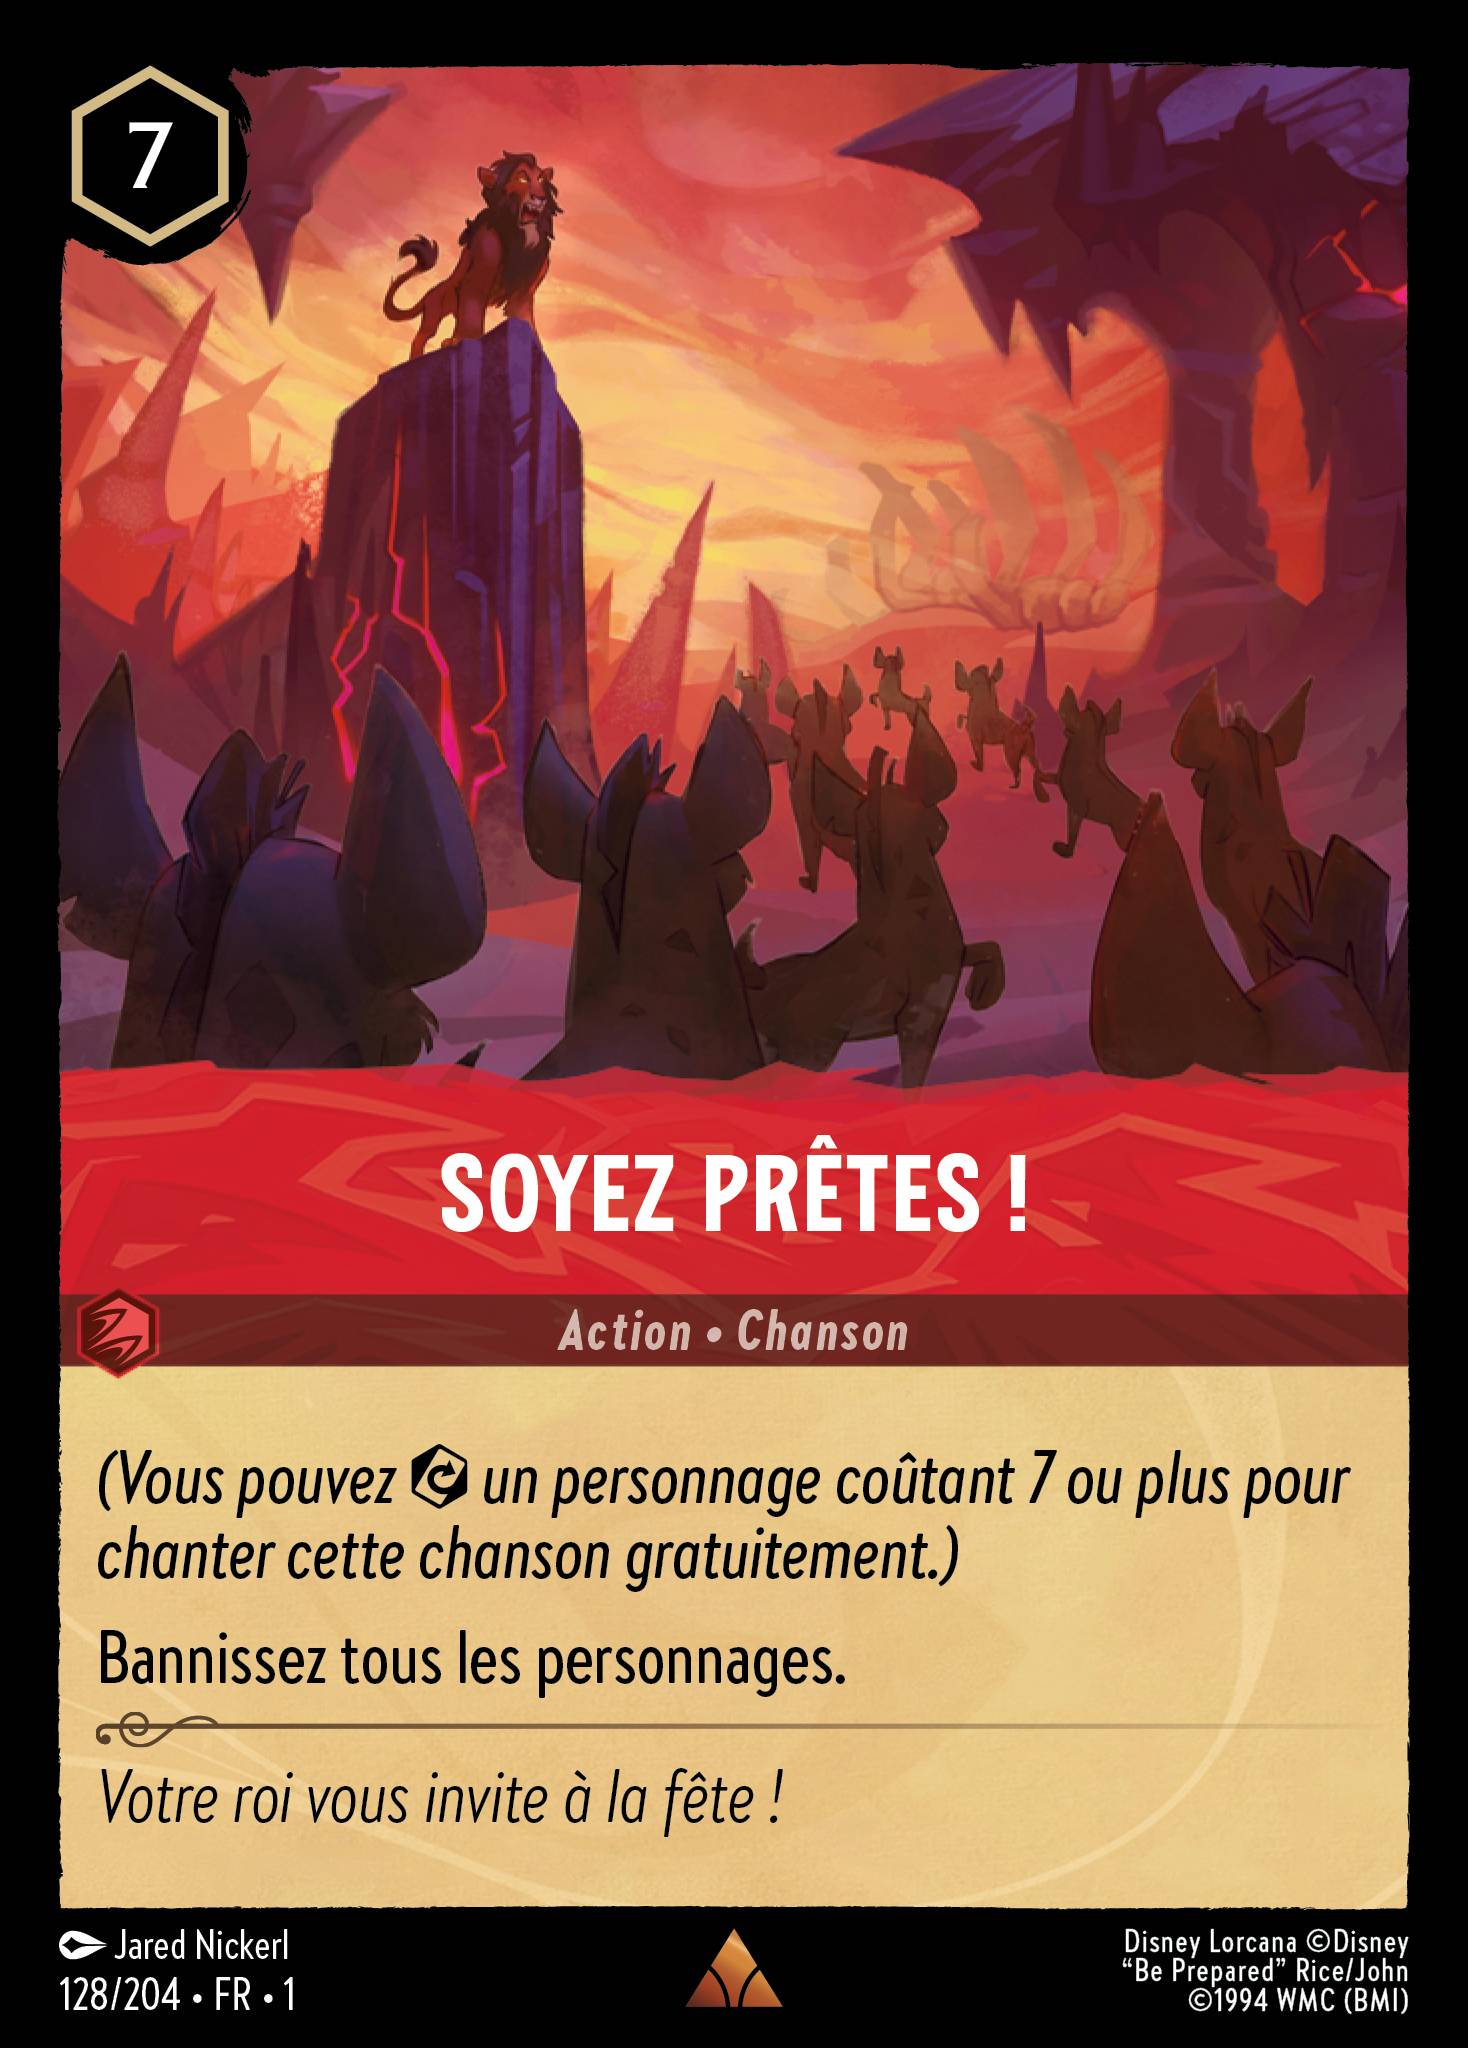 7
SOYEZ PRÊTES !
Action • Chanson
(Vous pouvez un personnage coûtant 7 ou plus pour
chanter cette chanson gratuitement.)
Bannissez tous les personnages.
Votre roi vous invite à la fête !
Jared Nickerl
128/204 • FR • 1
Disney Lorcana ©Disney
“Be Prepared” Rice/John
©1994 WMC (BMI)